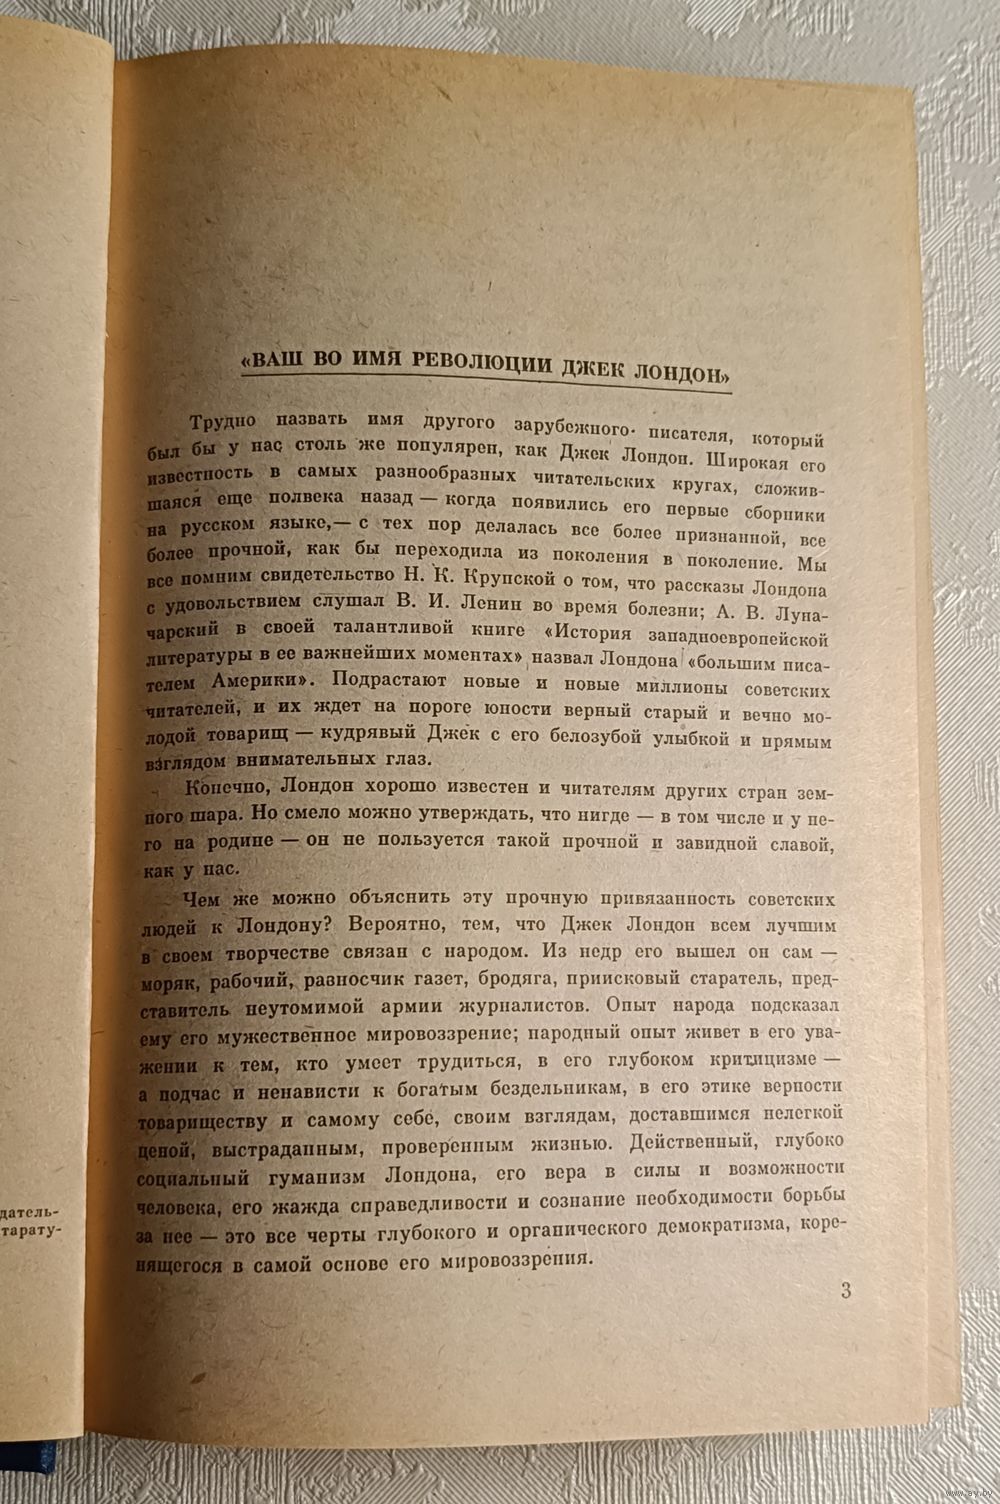 «ВАШ ВО ИМЯ РЕВОЛЮЦИИ ДЖЕК ЛОНДОН»
Трудно назвать имя другого зарубежного писателя, который
был бы у нас столь же популярен, как Джек Лондон. Широкая его
известность в самых разнообразных читательских кругах, сложив-
шаяся еще полвека назад — когда появились его первые сборники
на русском языке,— с тех пор делалась все более признанной, все
более прочной, как бы переходила из поколения в поколение. Мы
все помним свидетельство Н. К. Крупской о том, что рассказы Лондона
с удовольствием слушал В. И. Ленин во время болезни; А. В. Луна-
чарский в своей талантливой книге «История западноевропейской
литературы в ее важнейших моментах» назвал Лондона «большим писа-
телем Америки». Подрастают новые и новые миллионы советских
читателей, и их ждет на пороге юности верный старый и вечно мо-
лодой товарищ — кудрявый Джек с его белозубой улыбкой и прямым
взглядом внимательных глаз.
Конечно, Лондон хорошо известен и читателям других стран зем-
ного шара. Но смело можно утверждать, что нигде — в том числе и у не-
го на родине — он не пользуется такой прочной и завидной славой,
как у нас.
Чем же можно объяснить эту прочную привязанность советских
людей к Лондону? Вероятно, тем, что Джек Лондон всем лучшим
в своем творчестве связан с народом. Из недр его вышел он сам —
моряк, рабочий, разносчик газет, бродяга, приисковый старатель, пред-
ставитель неутомимой армии журналистов. Опыт народа подсказал
ему его мужественное мировоззрение; народный опыт живет в его ува-
жении к тем, кто умеет трудиться, в его глубоком критицизме —
а подчас и ненависти к богатым бездельникам, в его этике верности
товариществу и самому себе, своим взглядам, доставшимся нелегкой
ценой, выстраданным, проверенным жизнью. Действенный, глубоко
социальный гуманизм Лондона, его вера в силы и возможности
человека, его жажда справедливости и сознание необходимости борьбы
за нее — это все черты глубокого и органического демократизма, коре-
нящегося в самой основе его мировоззрения.
3
датель-
тарату-
www.ay.by